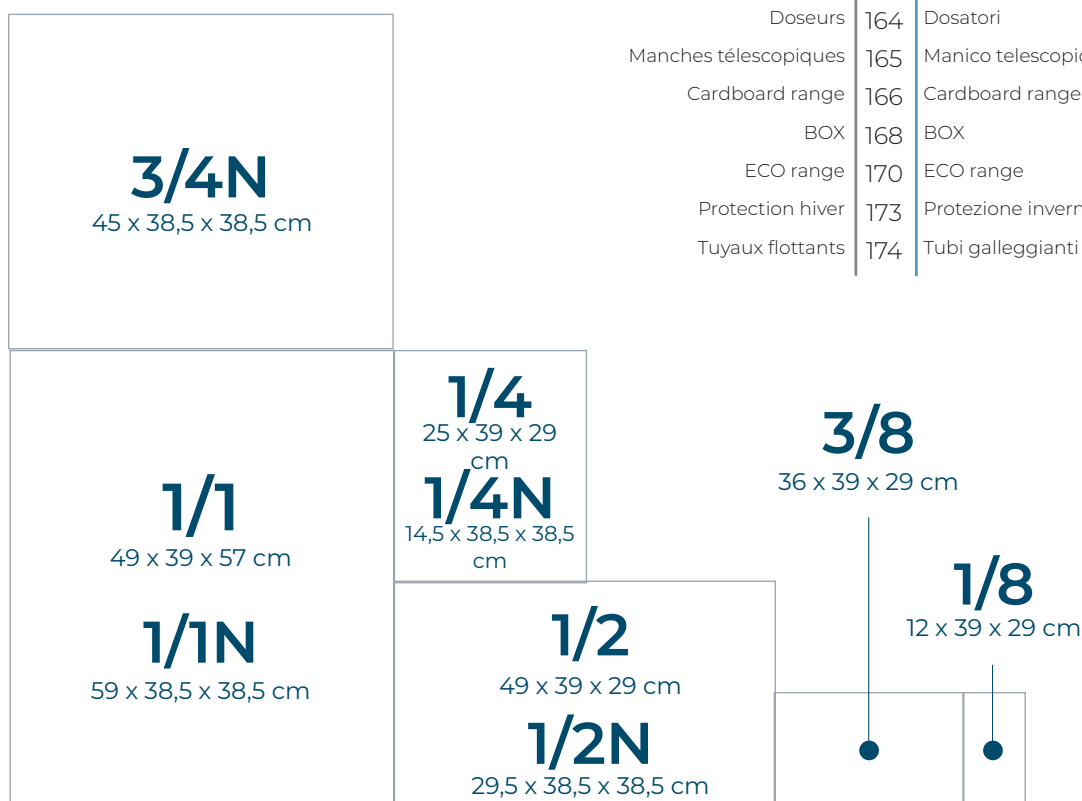 Doseurs 164 Dosatori
Manches télescopiques 165 Manico telescopic
Cardboard range 166 Cardboard range
BOX 168 BOX
ECO range 170 ECO range
Protection hiver 173 Protezione invern
Tuyaux flottants 174 Tubi galleggianti
3/4N
45 x 38,5 x 38,5 cm
1/4
25 x 39 x 29
cm
1/4N
14,5 x 38,5 x 38,5
cm
3/8
36 x 39 x 29 cm
1/1
49 x 39 x 57 cm
1/8
12 x 39 x 29 cm
1/1N
59 x 38,5 x 38,5 cm
1/2
49 x 39 x 29 cm
1/2N
29,5 x 38,5 x 38,5 cm